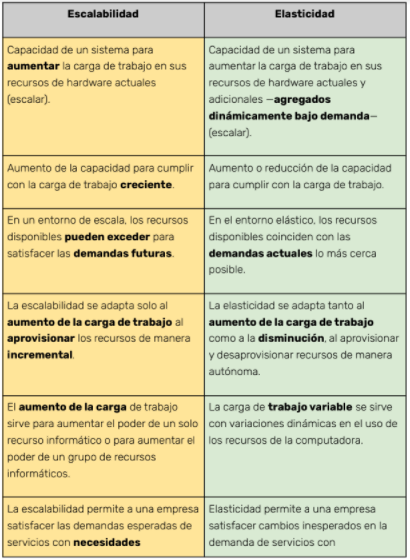 Escalabilidad
Elasticidad
Capacidad de un sistema para
aumentar la carga de trabajo en sus
recursos de hardware actuales
(escalar).
Capacidad de un sistema para
aumentar la carga de trabajo en sus
recursos de hardware actuales y
adicionales —agregados
dinámicamente bajo demanda—
(escalar).
Aumento de la capacidad para cumplir
con la carga de trabajo creciente.
Aumento o reducción de la capacidad
para cumplir con la carga de trabajo.
En un entorno de escala, los recursos
disponibles pueden exceder para
satisfacer las demandas futuras.
En el entorno elástico, los recursos
disponibles coinciden con las
demandas actuales lo más cerca
posible.
La escalabilidad se adapta solo al
aumento de la carga de trabajo al
aprovisionar los recursos de manera
incremental.
La elasticidad se adapta tanto al
aumento de la carga de trabajo
como a la disminución, al aprovisionar
y desaprovisionar recursos de manera
autónoma.
El aumento de la carga de trabajo
sirve para aumentar el poder de un solo
recurso informático o para aumentar el
poder de un grupo de recursos
informáticos.
La carga de trabajo variable se sirve
con variaciones dinámicas en el uso de
los recursos de la computadora.
La escalabilidad permite a una empresa
satisfacer las demandas esperadas de
servicios con necesidades
Elasticidad permite a una empresa
satisfacer cambios inesperados en la
demanda de servicios con